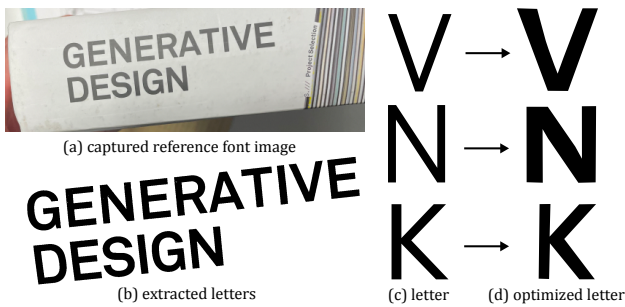 GENERATIVE
DESIGN
Project Selection
(a) captured reference font image
GENERATIVE
DESIGN
(b) extracted letters
V V
N N
K K
(c) letter (d) optimized letter